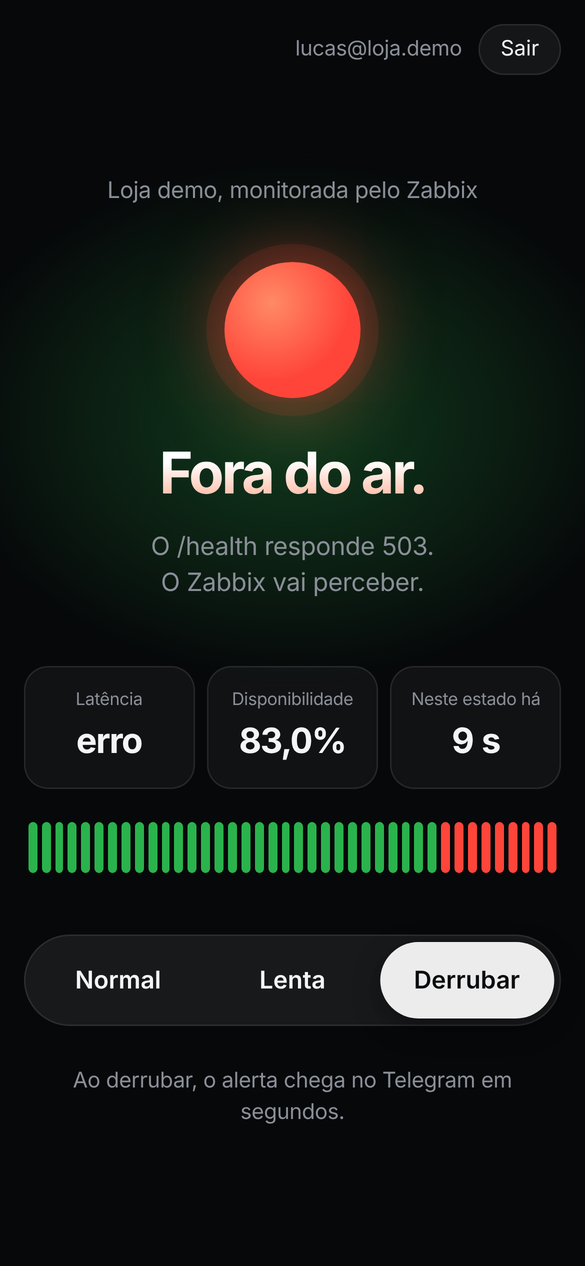 lucas@loja.demo
Sair
Loja demo, monitorada pelo Zabbix
Fora do ar.
O /health responde 503.
O Zabbix vai perceber.
Latência
erro
Disponibilidade
83,0%
Neste estado há
9 s
Normal
Lenta
Derrubar
Ao derrubar, o alerta chega no Telegram em
segundos.